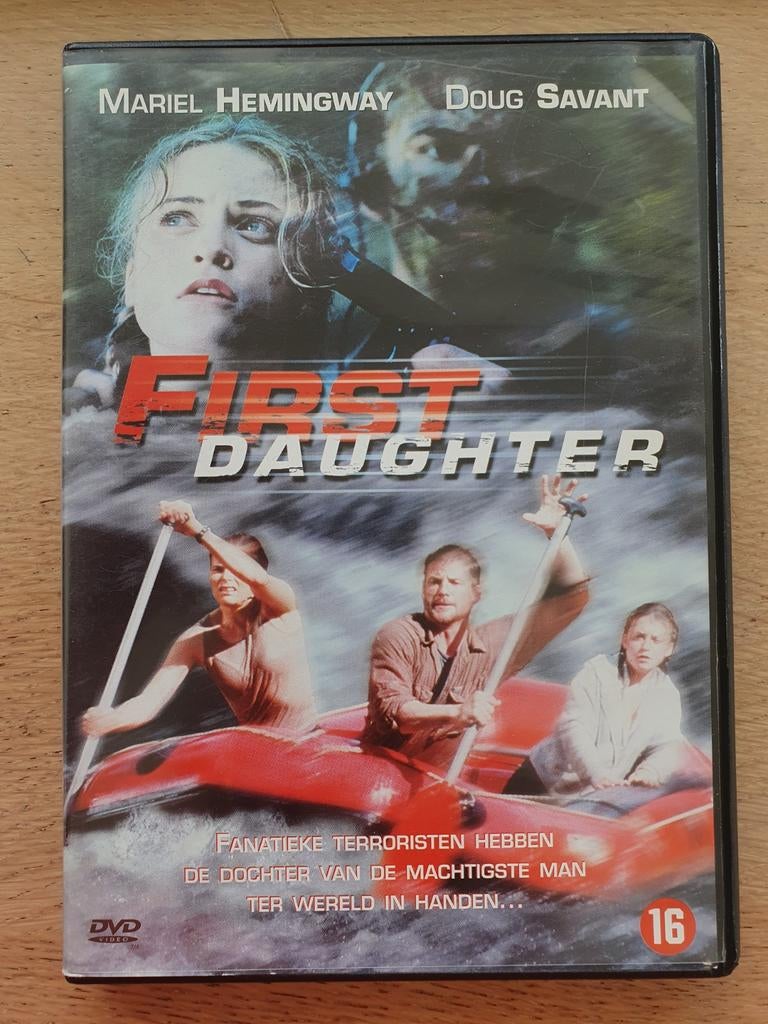 MARIEL HEMINGWAY DOUG SAVANT
FIRST
DAUGHTER
FANATIEKE TERRORISTEN HEBBEN
DE DOCHTER VAN DE MACHTIGSTE MAN
TER WERELD IN HANDEN...
DVD
VIDEO
16